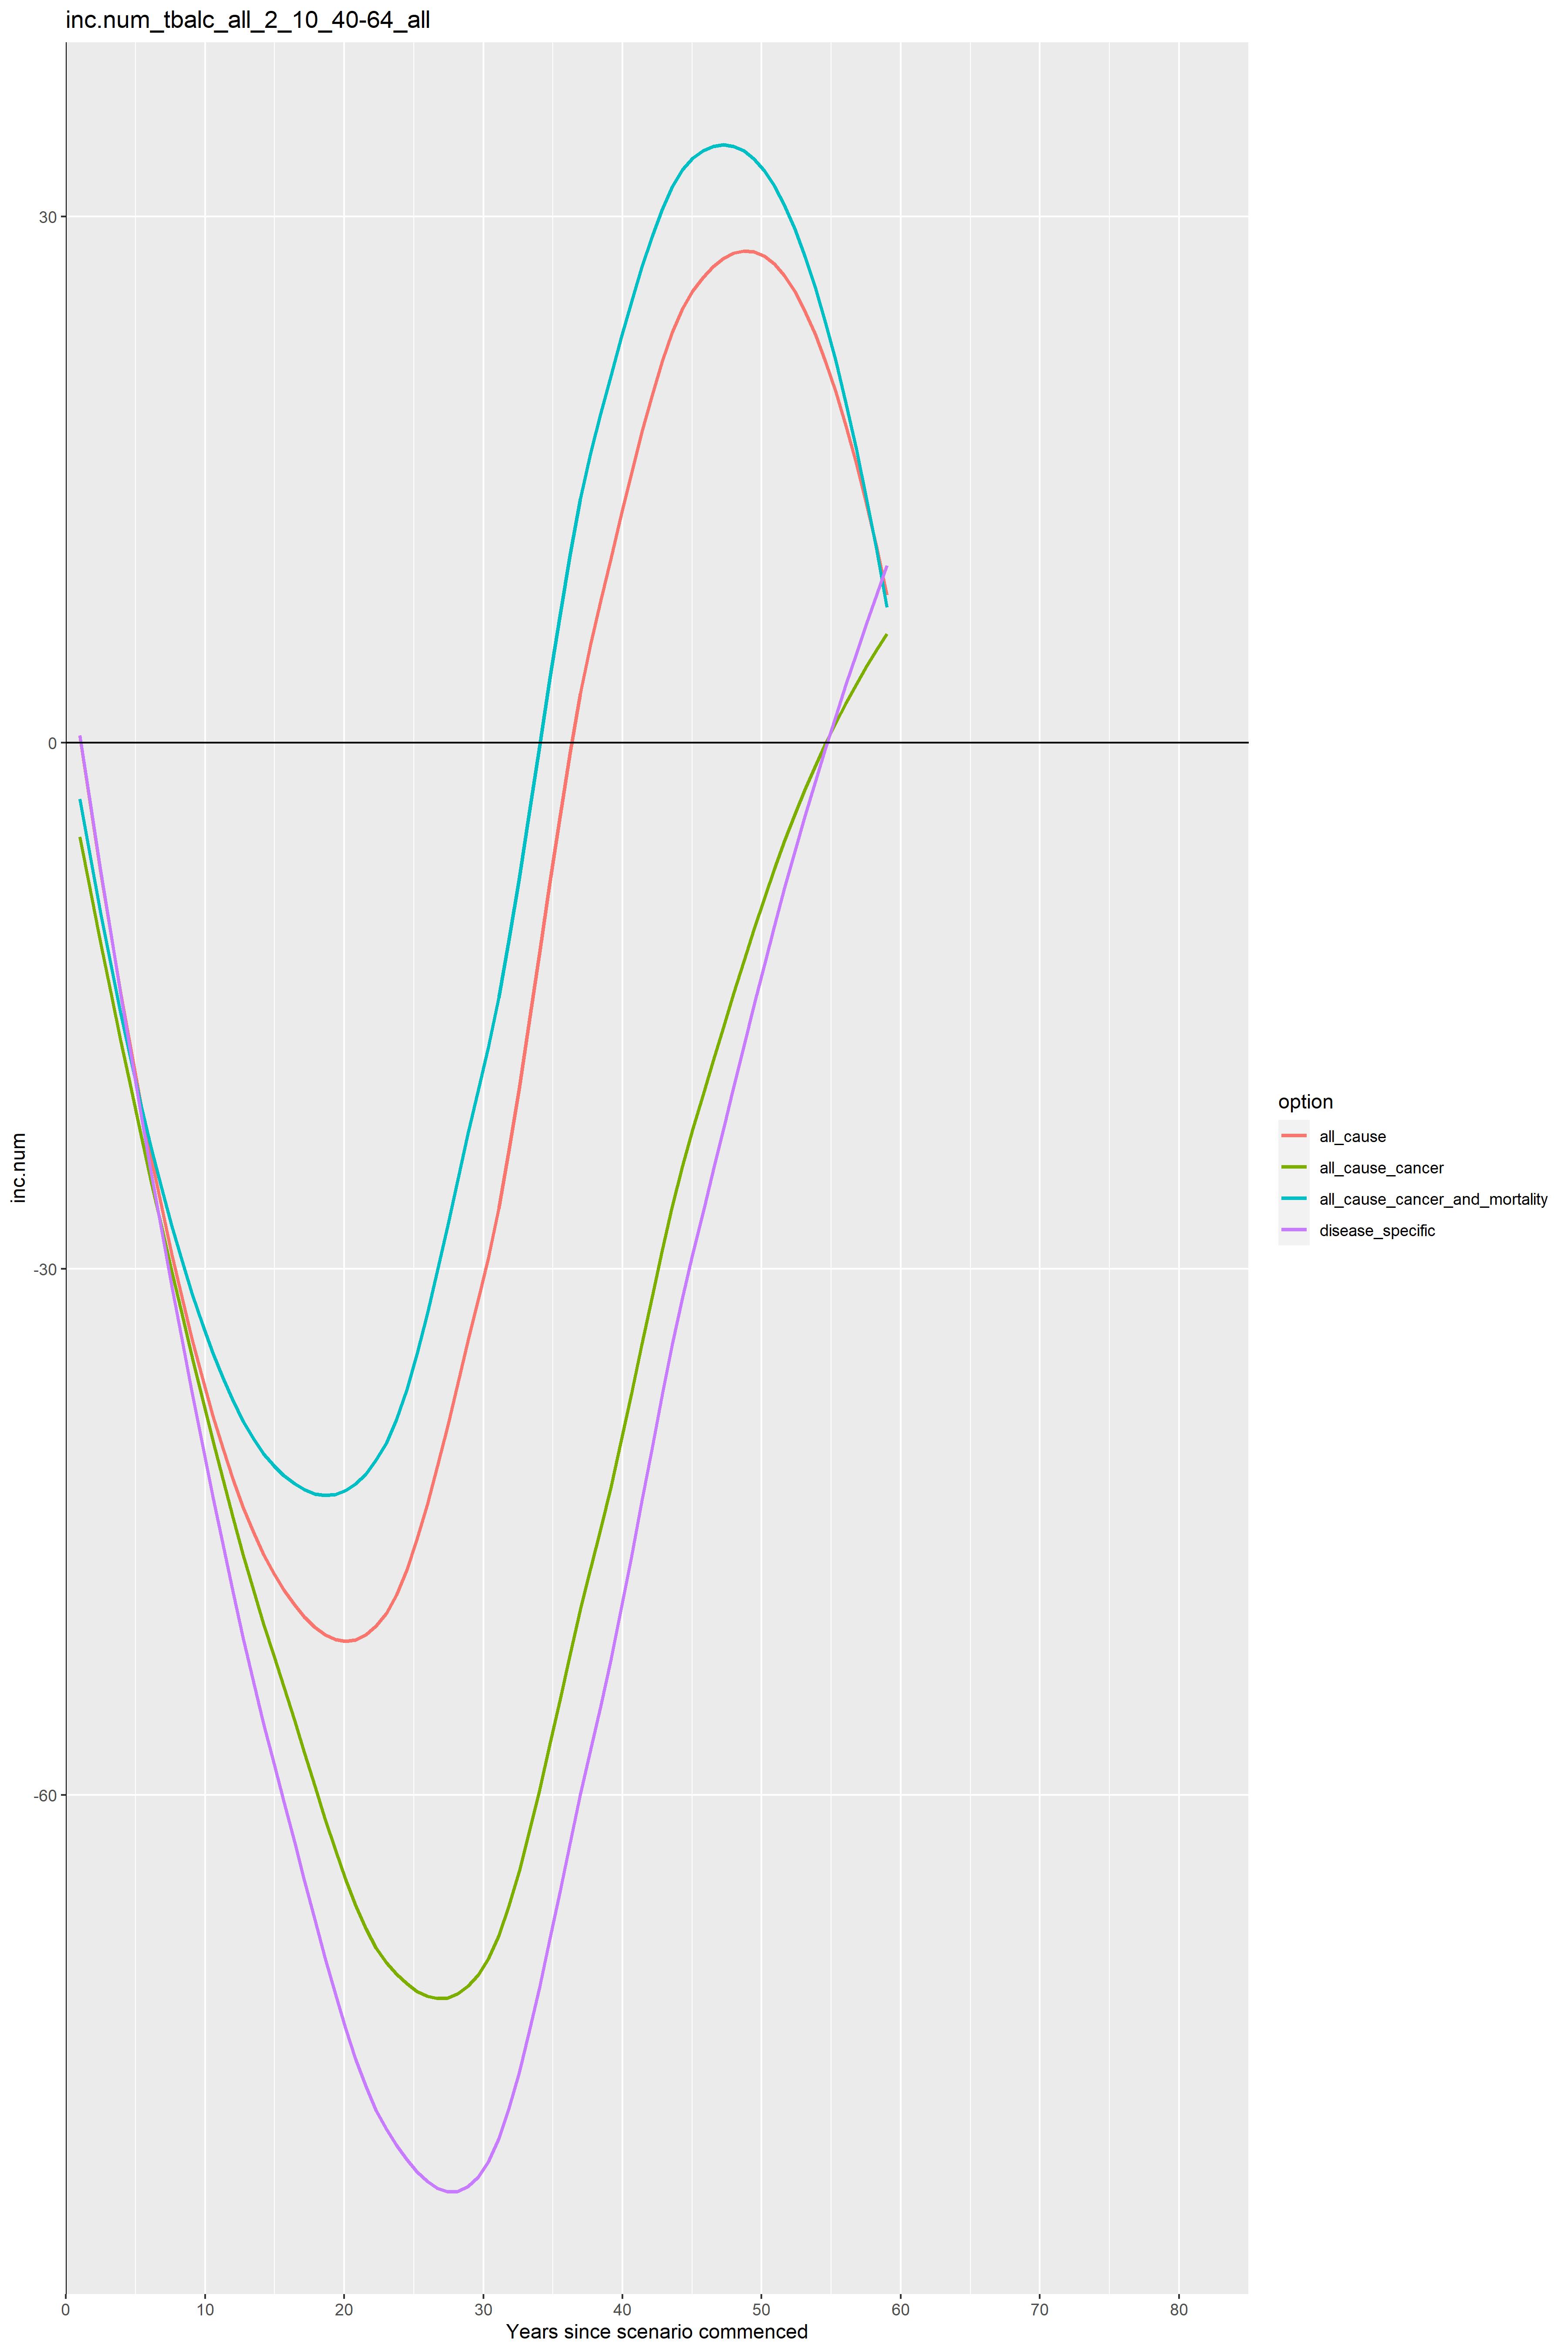 inc.num_tbalc_all_2_10_40-64_all
30
0
-30
-60
inc.num
0 10 20 30 40 50 60 70 80
Years since scenario commenced
option
all_cause
all_cause_cancer
all_cause_cancer_and_mortality
disease_specific